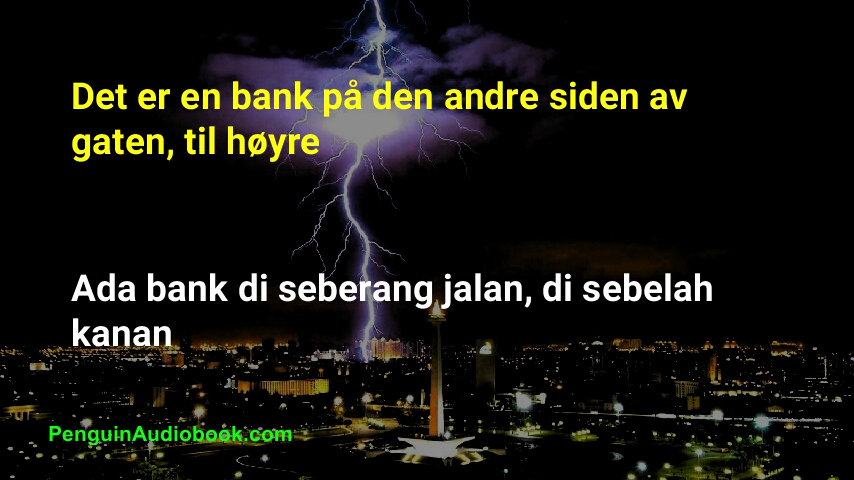 Det er en bank på den andre siden av
gaten, til høyre
Ada bank di seberang jalan, di sebelah
kanan
PenguinAudiobook.com